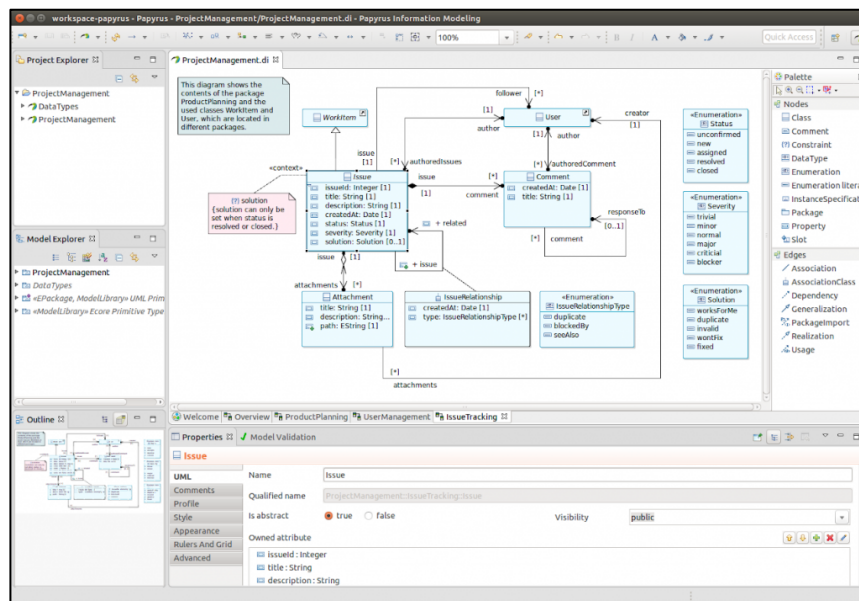 workspace-papyrus - Papyrus - ProjectManagement/ProjectManagement.di - Papyrus Information Modeling
100%
Quick Access
Project Explorer
ProjectManagement
DataTypes
ProjectManagement
Model Explorer
ProjectManagement
DataTypes
«EPackage, ModelLibrary» UML Prim
«ModelLibrary» Ecore Primitive Type
Outline
ProjectManagement.di
This diagram shows the
contents of the package
ProductPlanning and the
used classes WorkItem and
User, which are located in
different packages.
WorkItem
follower
[*]
[1]
author
User
creator
[1]
[1]
author
issue
[1]
[*]
authoredIssues
[*]
authoredComment
«context»
{?} solution
{solution can only be
set when status is
resolved or closed.}
Issue
issueId: Integer [1]
title: String [1]
description: String [1]
createdAt: Date [1]
status: Status [1]
severity: Severity [1]
solution: Solution [0..1]
issue
[1]
[*]
comment
Comment
createdAt: Date [1]
title: String [1]
responseTo
[0..1]
[*]
comment
+ related
+ issue
issue
[1]
attachments
[*]
Attachment
title: String [1]
description: String...
path: EString [1]
IssueRelationship
createdAt: Date [1]
type: IssueRelationshipType [*]
«Enumeration»
IssueRelationshipType
duplicate
blockedBy
seeAlso
[*]
attachments
«Enumeration»
Status
unconfirmed
new
assigned
resolved
closed
«Enumeration»
Severity
trivial
minor
normal
major
criticial
blocker
«Enumeration»
Solution
worksForMe
duplicate
invalid
wontFix
fixed
Palette
Nodes
Class
Comment
Constraint
DataType
Enumeration
Enumeration litera
InstanceSpecificat
Package
Property
Slot
Edges
Association
AssociationClass
Dependency
Generalization
PackageImport
Realization
Usage
Welcome
Overview
ProductPlanning
UserManagement
IssueTracking
Properties
Model Validation
Issue
UML
Comments
Profile
Style
Appearance
Rulers And Grid
Advanced
Name
Issue
Qualified name
ProjectManagement::IssueTracking::Issue
Is abstract
true
false
Visibility
public
Owned attribute
issueId : Integer
title : String
description : String